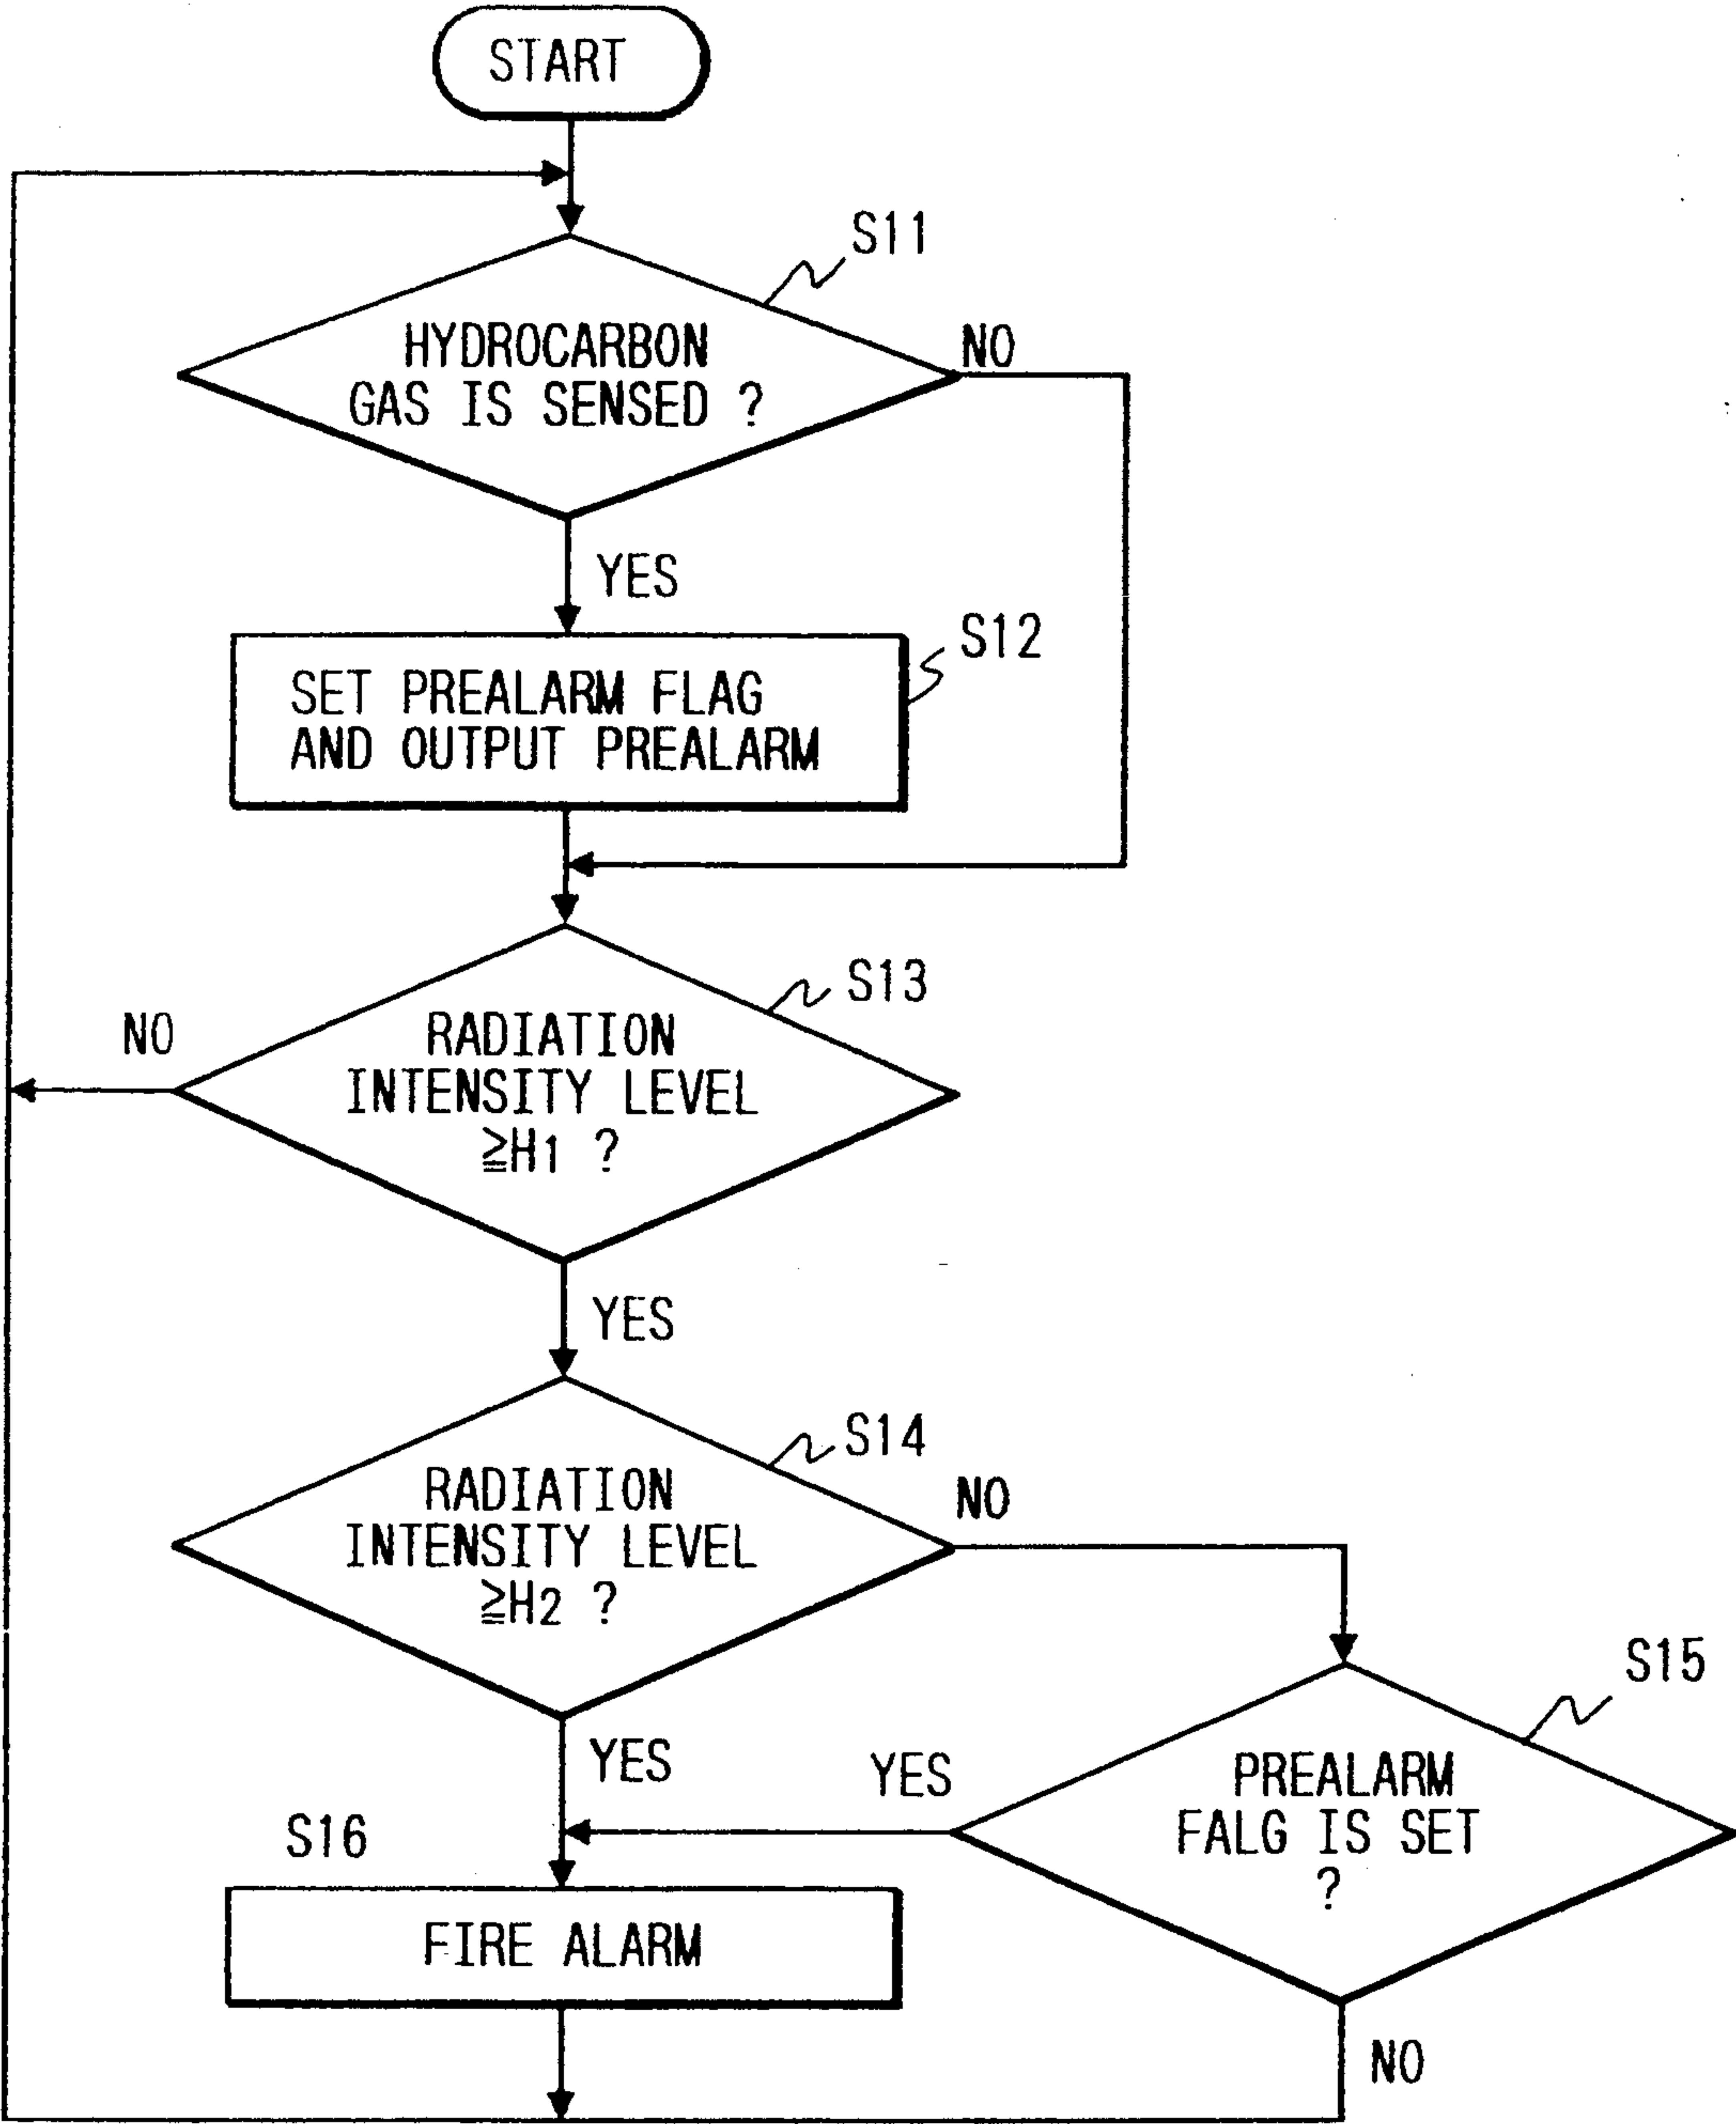 START
S11
HYDROCARBON
GAS IS SENSED ?
NO
YES
S12
SET PREALARM FLAG
AND OUTPUT PREALARM
S13
NO
RADIATION
INTENSITY LEVEL
≧H1 ?
YES
S14
RADIATION
INTENSITY LEVEL
≧H2 ?
NO
S15
YES
YES
PREALARM
FALG IS SET
?
S16
FIRE ALARM
NO